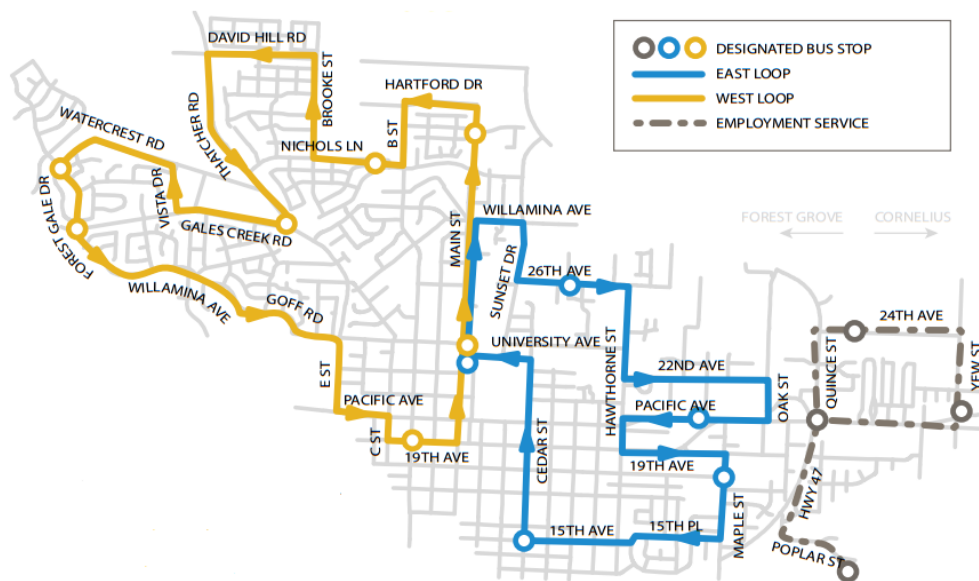 DAVID HILL RD
BROOKE ST
HARTFORD DR
WATERCREST RD
THATCHER RD
NICHOLS LN
B ST
VISTA DR
FOREST GALE DR
GALES CREEK RD
MAIN ST
WILLAMINA AVE
SUNSET DR
26TH AVE
WILLAMINA AVE
GOFF RD
UNIVERSITY AVE
HAWTHORNE ST
22ND AVE
OAK ST
E ST
PACIFIC AVE
PACIFIC AVE
C ST
19TH AVE
CEDAR ST
19TH AVE
15TH AVE
15TH PL
MAPLE ST
DESIGNATED BUS STOP
EAST LOOP
WEST LOOP
EMPLOYMENT SERVICE
FOREST GROVE
CORNELIUS
24TH AVE
QUINCE ST
YEW ST
HWY 47
POPLAR ST